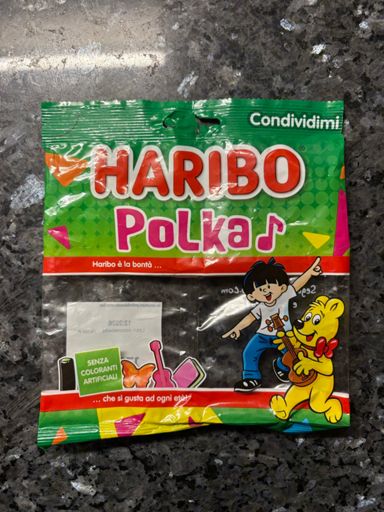 Condividimi
HARIBO
PoLka♪
Haribo è la bontà ...
SENZA
COLORANTI
ARTIFICIALI
... che si gusta ad ogni età!